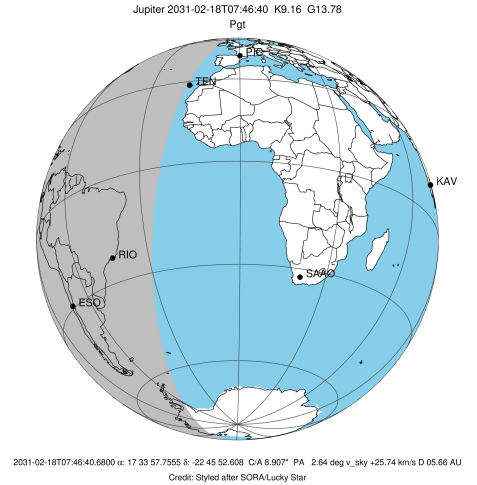 Jupiter 2031-02-18T07:46:40  K9.16  G13.78
Pgt
PIC
TEN
KAV
RIO
SAAO
ESO
2031-02-18T07:46:40.6800 α: 17 33 57.7555 δ: -22 45 52.608  C/A 8.907"  PA  2.64 deg v_sky +25.74 km/s D 05.66 AU
Credit: Styled after SORA/Lucky Star